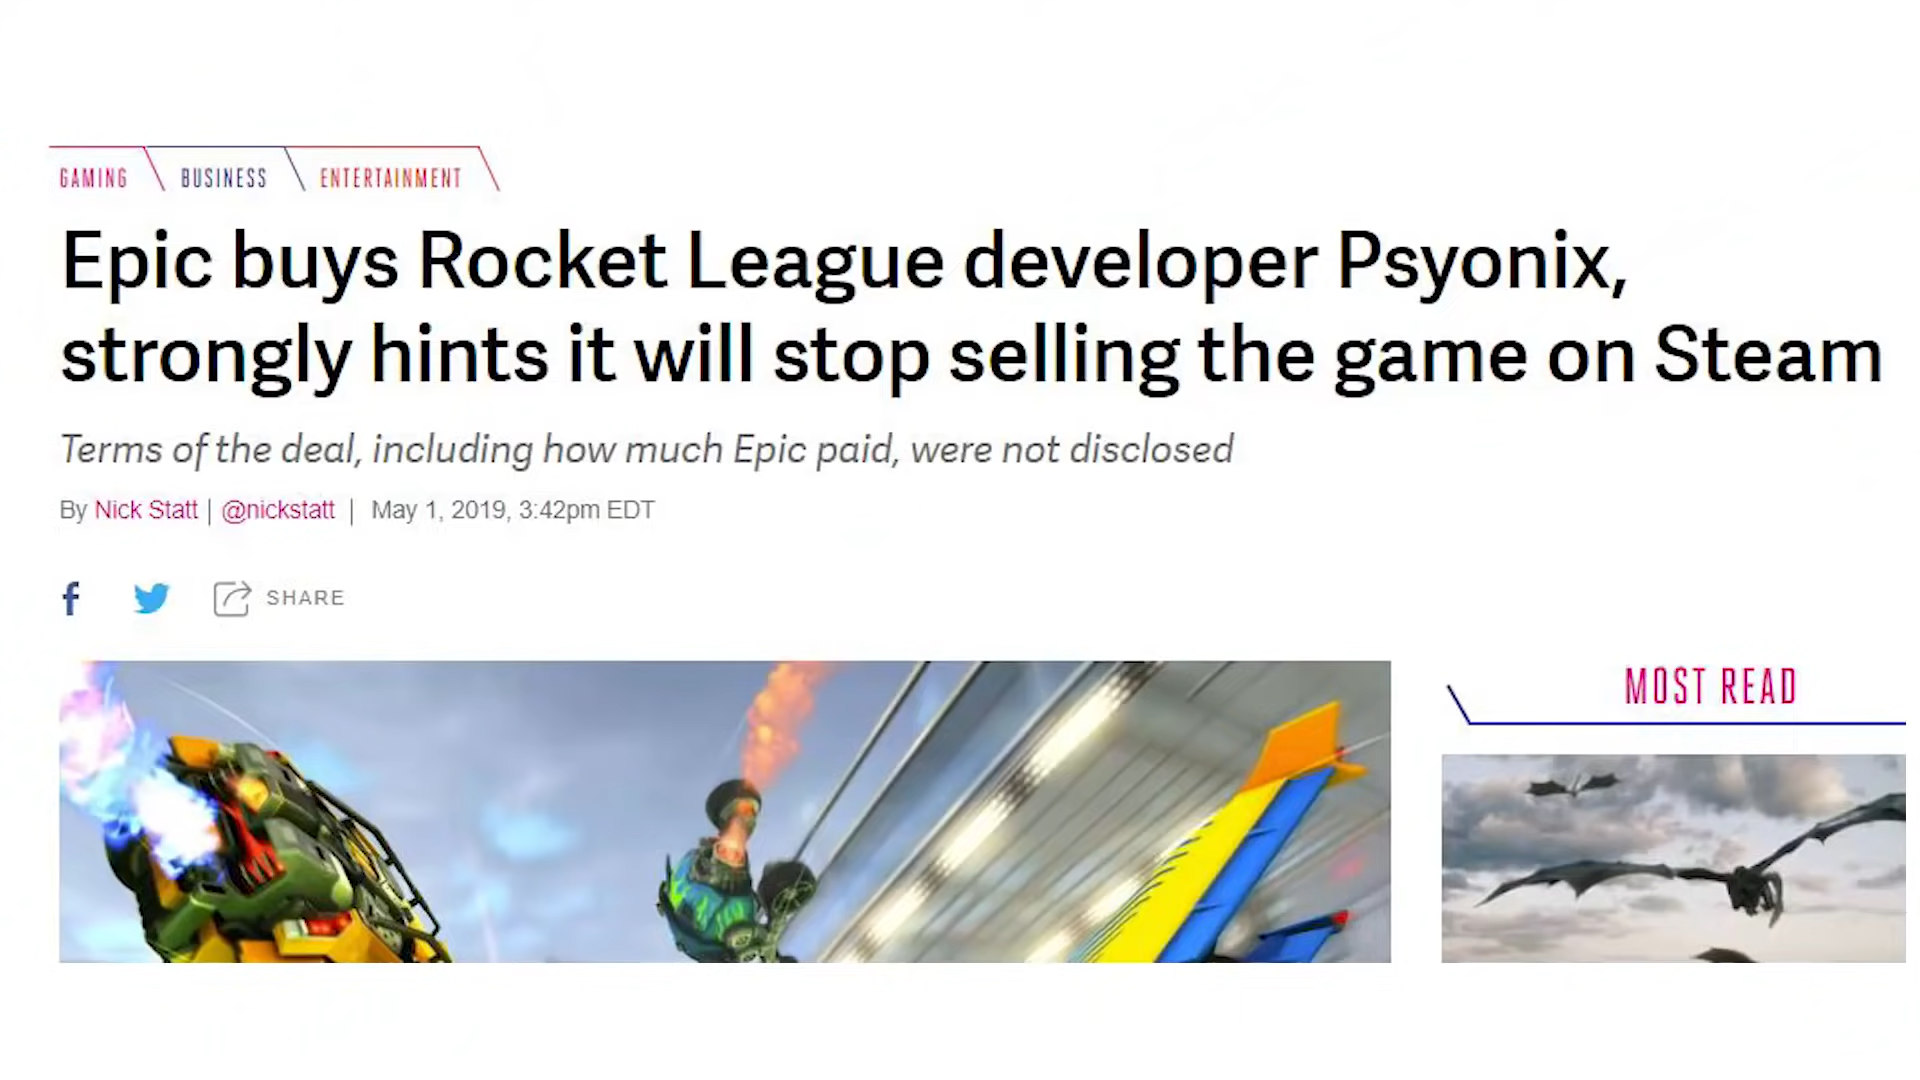 GAMING
BUSINESS
ENTERTAINMENT
Epic buys Rocket League developer Psyonix,
strongly hints it will stop selling the game on Steam
Terms of the deal, including how much Epic paid, were not disclosed
By Nick Statt | @nickstatt | May 1, 2019, 3:42pm EDT
SHARE
MOST READ